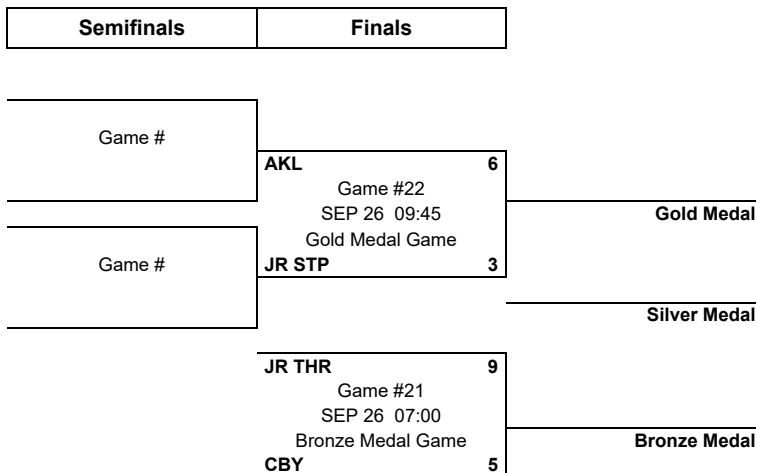 Semifinals Finals
Game #
AKL 6
Game #22
SEP 26 09:45
Gold Medal
Gold Medal Game
Game #
JR STP 3
Silver Medal
JR THR 9
Game #21
SEP 26 07:00
Bronze Medal Game
Bronze Medal
CBY 5